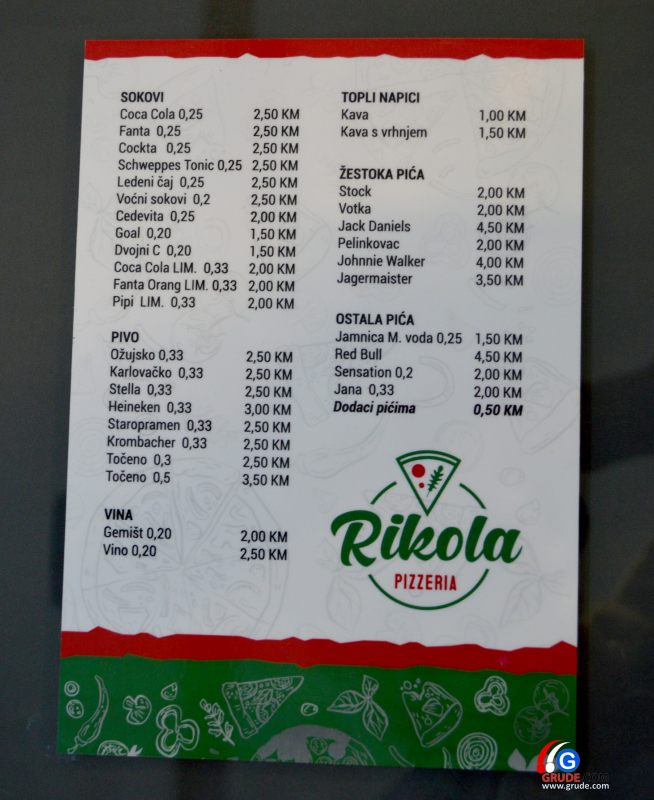 SOKOVI
Coca Cola 0,25 2,50 KM
Fanta 0,25 2,50 KM
Cockta 0,25 2,50 KM
Schweppes Tonic 0,25 2,50 KM
Ledeni čaj 0,25 2,50 KM
Voćni sokovi 0,2 2,50 KM
Cedevita 0,25 2,00 KM
Goal 0,20 1,50 KM
Dvojni C 0,20 1,50 KM
Coca Cola LIM. 0,33 2,00 KM
Fanta Orang LIM. 0,33 2,00 KM
Pipi LIM. 0,33 2,00 KM
PIVO
Ožujsko 0,33 2,50 KM
Karlovačko 0,33 2,50 KM
Stella 0,33 2,50 KM
Heineken 0,33 3,00 KM
Staropramen 0,33 2,50 KM
Krombacher 0,33 2,50 KM
Točeno 0,3 2,50 KM
Točeno 0,5 3,50 KM
VINA
Gemišt 0,20 2,00 KM
Vino 0,20 2,50 KM
TOPLI NAPICI
Kava 1,00 KM
Kava s vrhnjem 1,50 KM
ŽESTOKA PIĆA
Stock 2,00 KM
Votka 2,00 KM
Jack Daniels 4,50 KM
Pelinkovac 2,00 KM
Johnnie Walker 4,00 KM
Jagermaister 3,50 KM
OSTALA PIĆA
Jamnica M. voda 0,25 1,50 KM
Red Bull 4,50 KM
Sensation 0,2 2,00 KM
Jana 0,33 2,00 KM
Dodaci pićima 0,50 KM
Rikola
PIZZERIA
G
GRUDE.COM
www.grude.com